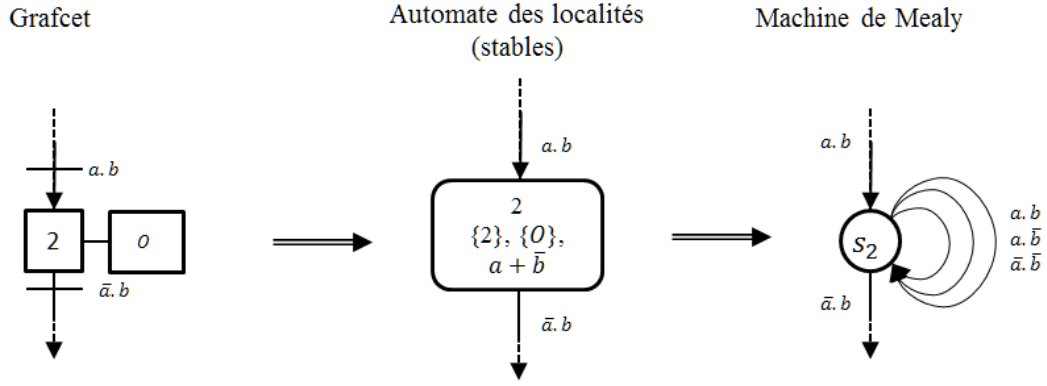 Grafcet
Automate des localités
(stables)
Machine de Mealy
a.b
2
O
ā.b
a.b
2
{2}, {O},
a + b̄
ā.b
a.b
S₂
a.b
a.b̄
ā.b̄
ā.b